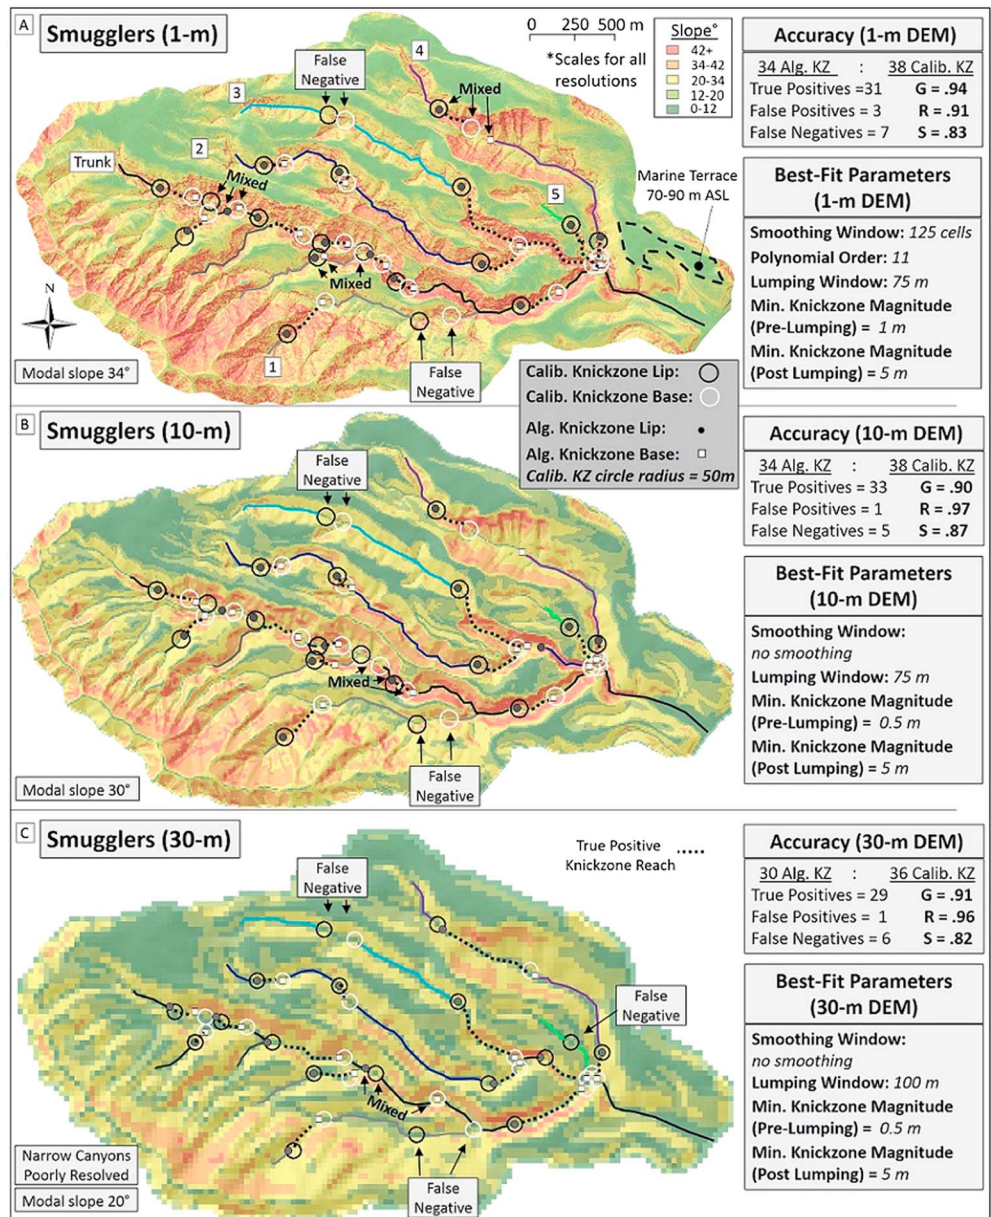 A
Smugglers (1-m)
0 250 500 m
*Scales for all
resolutions
Slope°
42+
34-42
20-34
12-20
0-12
4
False
Negative
3
Mixed
2
Trunk
Mixed
5
Marine Terrace
70-90 m ASL
Mixed
N
1
False
Negative
Modal slope 34°
Accuracy (1-m DEM)
34 Alg. KZ : 38 Calib. KZ
True Positives =31 G = .94
False Positives = 3 R = .91
False Negatives = 7 S = .83
Best-Fit Parameters
(1-m DEM)
Smoothing Window: 125 cells
Polynomial Order: 11
Lumping Window: 75 m
Min. Knickzone Magnitude
(Pre-Lumping) = 1 m
Min. Knickzone Magnitude
(Post Lumping) = 5 m
Calib. Knickzone Lip:
Calib. Knickzone Base:
Alg. Knickzone Lip:
Alg. Knickzone Base:
Calib. KZ circle radius = 50m
B
Smugglers (10-m)
False
Negative
Mixed
False
Negative
Modal slope 30°
Accuracy (10-m DEM)
34 Alg. KZ : 38 Calib. KZ
True Positives = 33 G = .90
False Positives = 1 R = .97
False Negatives = 5 S = .87
Best-Fit Parameters
(10-m DEM)
Smoothing Window:
no smoothing
Lumping Window: 75 m
Min. Knickzone Magnitude
(Pre-Lumping) = 0.5 m
Min. Knickzone Magnitude
(Post Lumping) = 5 m
C
Smugglers (30-m)
True Positive
Knickzone Reach
False
Negative
False
Negative
Mixed
False
Negative
Narrow Canyons
Poorly Resolved
Modal slope 20°
Accuracy (30-m DEM)
30 Alg. KZ : 36 Calib. KZ
True Positives = 29 G = .91
False Positives = 1 R = .96
False Negatives = 6 S = .82
Best-Fit Parameters
(30-m DEM)
Smoothing Window:
no smoothing
Lumping Window: 100 m
Min. Knickzone Magnitude
(Pre-Lumping) = 0.5 m
Min. Knickzone Magnitude
(Post Lumping) = 5 m